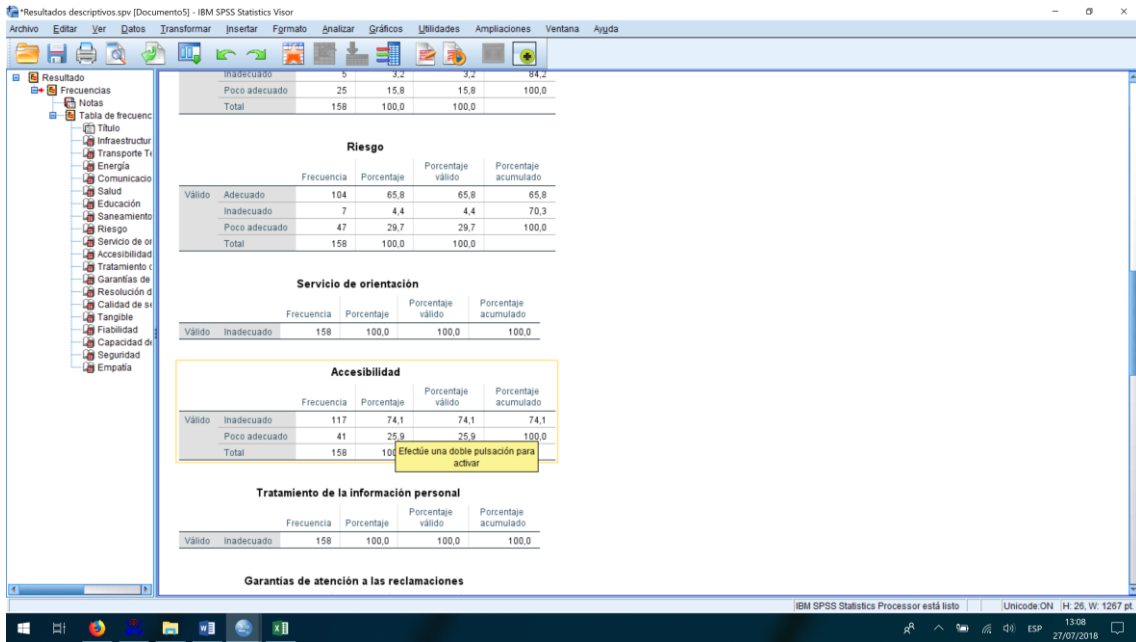 *Resultados descriptivos.spv [Documento5] - IBM SPSS Statistics Visor
Archivo Editar Ver Datos Transformar Insertar Formato Analizar Gráficos Utilidades Ampliaciones Ventana Ayuda
Resultado
Frecuencias
Notas
Tabla de frecuenc
Título
Infraestructur
Transporte Te
Energía
Comunicacio
Salud
Educación
Saneamiento
Riesgo
Servicio de or
Accesibilidad
Tratamiento d
Garantías de
Resolución d
Calidad de se
Tangible
Fiabilidad
Capacidad de
Seguridad
Empatía
Inadecuado 5 3,2 3,2 84,2
Poco adecuado 25 15,8 15,8 100,0
Total 158 100,0 100,0
Riesgo
Frecuencia Porcentaje Porcentaje válido Porcentaje acumulado
Válido Adecuado 104 65,8 65,8 65,8
Inadecuado 7 4,4 4,4 70,3
Poco adecuado 47 29,7 29,7 100,0
Total 158 100,0 100,0
Servicio de orientación
Frecuencia Porcentaje Porcentaje válido Porcentaje acumulado
Válido Inadecuado 158 100,0 100,0 100,0
Accesibilidad
Frecuencia Porcentaje Porcentaje válido Porcentaje acumulado
Válido Inadecuado 117 74,1 74,1 74,1
Poco adecuado 41 25,9 25,9 100,0
Total 158 100
Efectúe una doble pulsación para
activar
Tratamiento de la información personal
Frecuencia Porcentaje Porcentaje válido Porcentaje acumulado
Válido Inadecuado 158 100,0 100,0 100,0
Garantías de atención a las reclamaciones
IBM SPSS Statistics Processor está listo Unicode:ON H: 26, W: 1267 pt.
ESP 13:08
27/07/2018